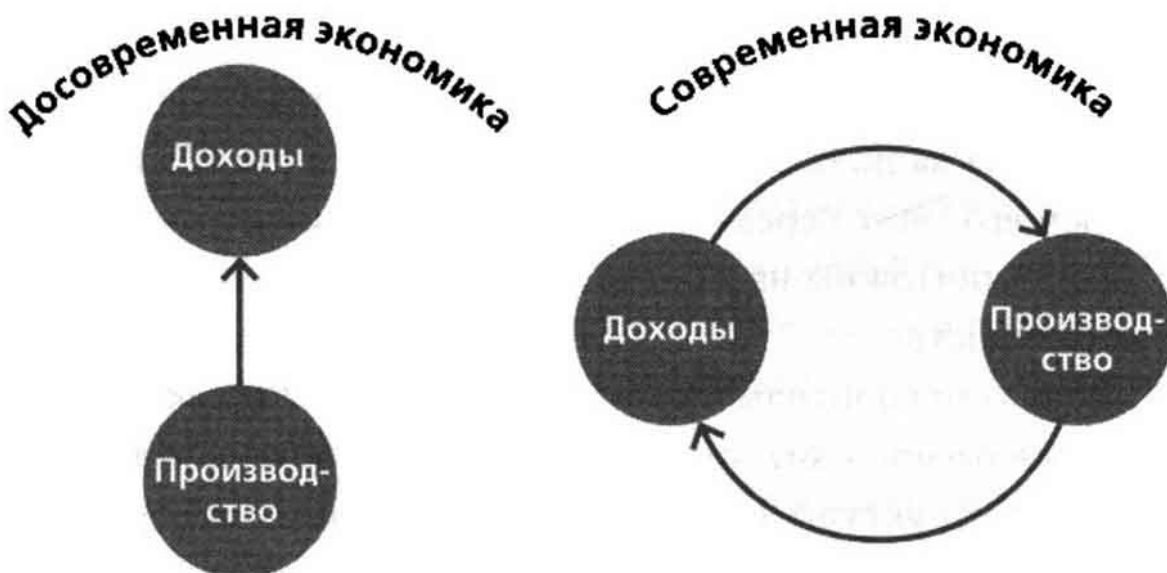 Досовременная экономика
Доходы
Производ-
ство
Современная экономика
Доходы
Производ-
ство